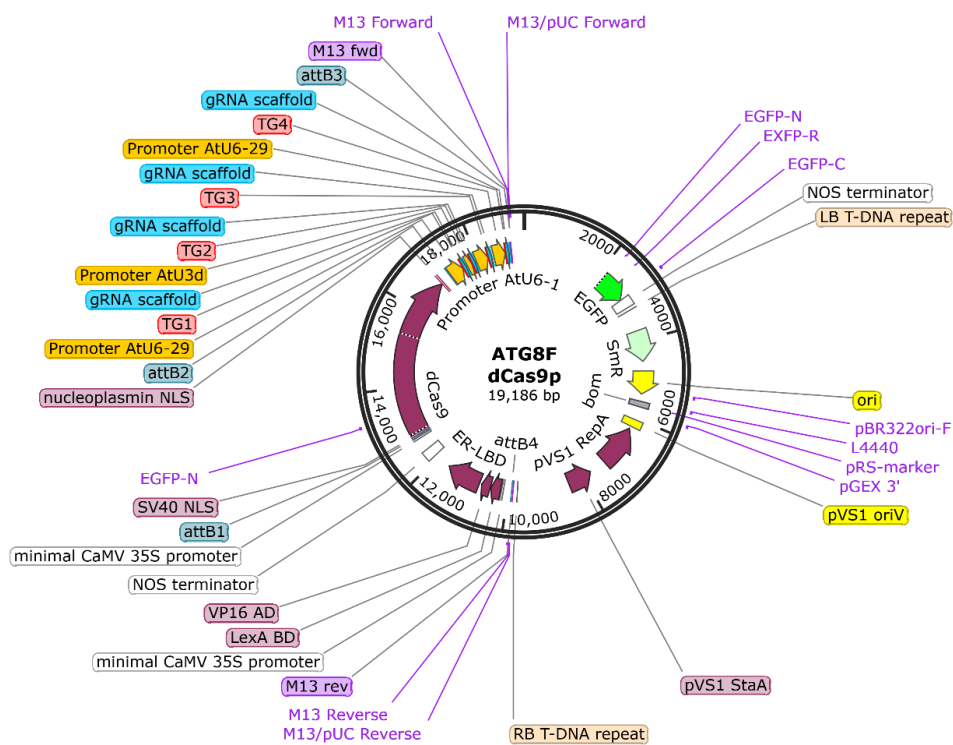 M13 Forward
M13/pUC Forward
M13 fwd
attB3
gRNA scaffold
TG4
Promoter AtU6-29
gRNA scaffold
TG3
gRNA scaffold
TG2
Promoter AtU3d
gRNA scaffold
TG1
Promoter AtU6-29
attB2
nucleoplasmin NLS
EGFP-N
EXFP-R
EGFP-C
NOS terminator
LB T-DNA repeat
2000
4000
6000
8000
10,000
12,000
14,000
16,000
18,000
Promoter AtU6-1
EGFP
SmR
bom
pVS1 RepA
attB4
ER-LBD
dCas9
ATG8F
dCas9p
19,186 bp
ori
pBR322ori-F
L4440
pRS-marker
pGEX 3'
pVS1 oriV
EGFP-N
SV40 NLS
attB1
minimal CaMV 35S promoter
NOS terminator
VP16 AD
LexA BD
minimal CaMV 35S promoter
M13 rev
M13 Reverse
M13/pUC Reverse
pVS1 StaA
RB T-DNA repeat